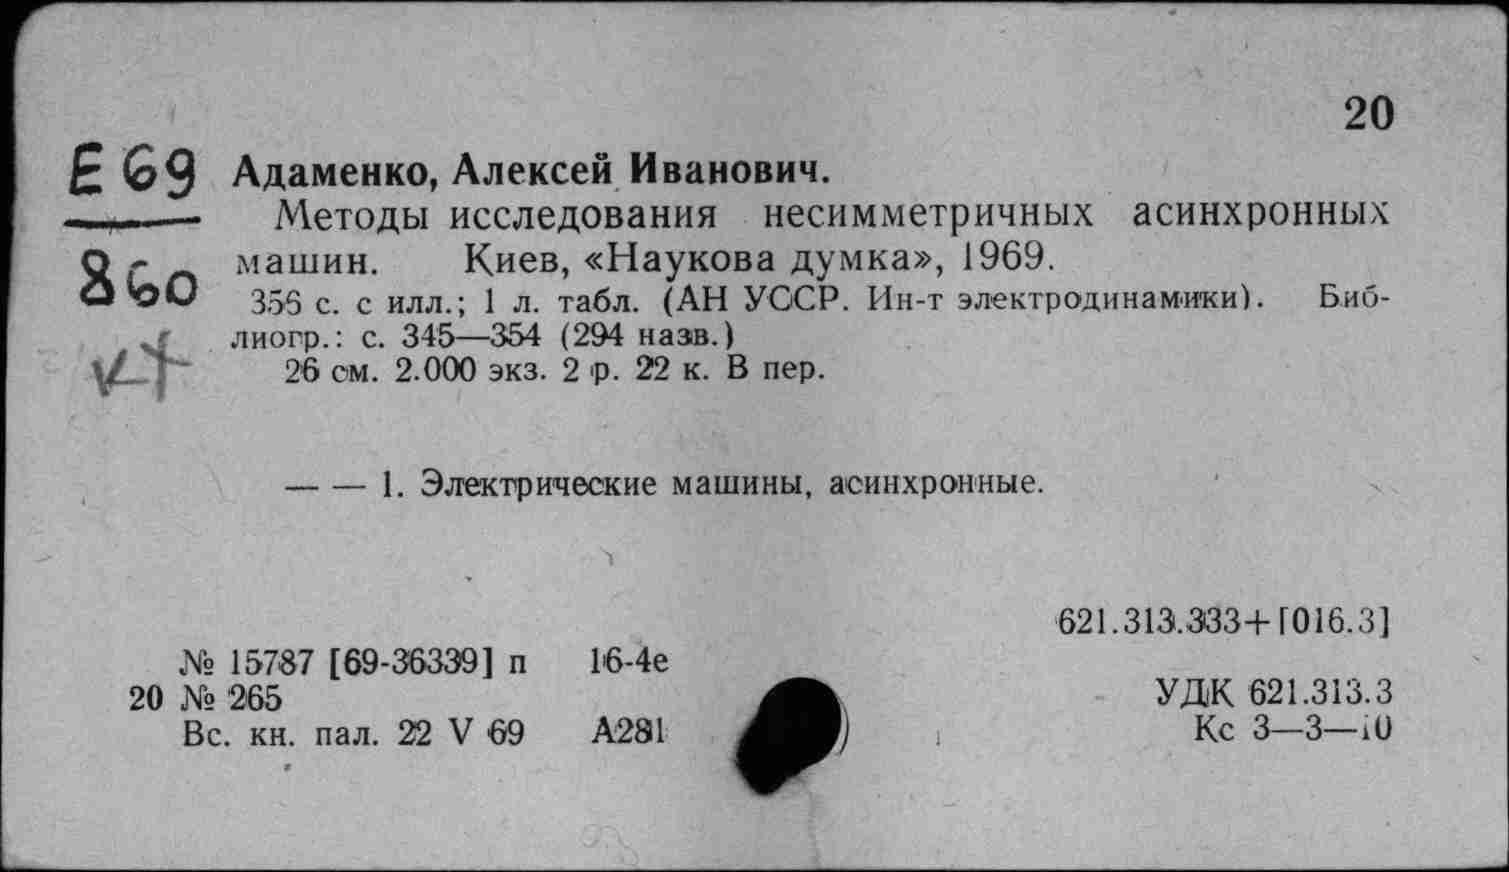 20
Е 69
860
Адаменко, Алексей Иванович.
Методы исследования несимметричных асинхронных
машин. Киев, «Наукова думка», 1969.
356 с. с илл.; 1 л. табл. (АН УССР. Ин-т электродинамики). Биб-
лиогр.: с. 345—354 (294 назв.)
26 см. 2.000 экз. 2 р. 22 к. В пер.
— — 1. Электрические машины, асинхронные.
621.313.333+[016.3]
№ 15787 [69-36339] п 16-4е
20 № 265
УДК 621.313.3
Вс. кн. пал. 22 V 69 А281
Кс 3—3—10